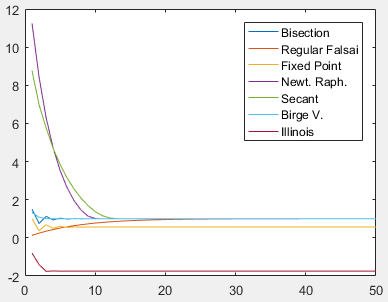 12
10
8
6
4
2
0
-2
0 10 20 30 40 50
Bisection
Regular Falsai
Fixed Point
Newt. Raph.
Secant
Birge V.
Illinois